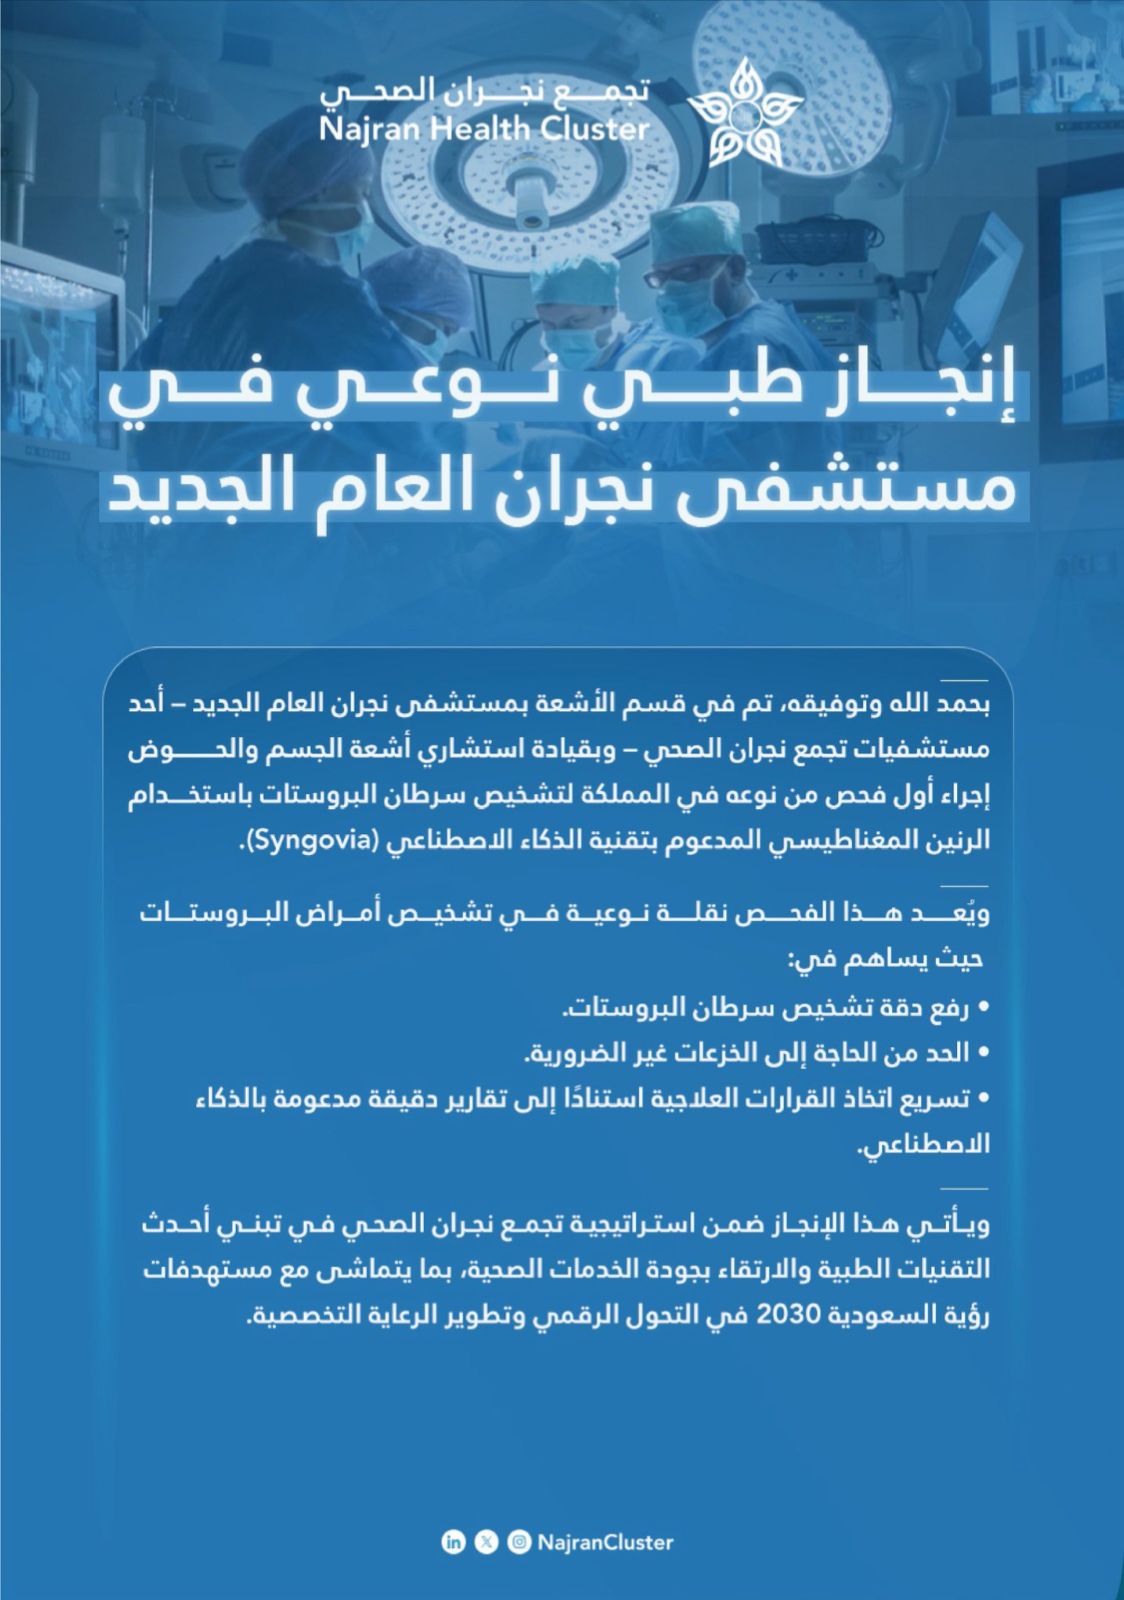 تجمع نجران الصحي
Najran Health Cluster
إنجاز طبي نوعي في
مستشفى نجران العام الجديد
بحمد الله وتوفيقه، تم في قسم الأشعة بمستشفى نجران العام الجديد – أحد
مستشفيات تجمع نجران الصحي – وبقيادة استشاري أشعة الجسم والحوض
إجراء أول فحص من نوعه في المملكة لتشخيص سرطان البروستات باستخدام
الرنين المغناطيسي المدعوم بتقنية الذكاء الاصطناعي (Syngovia).
ويُعد هذا الفحص نقلة نوعية في تشخيص أمراض البروستات
حيث يساهم في:
• رفع دقة تشخيص سرطان البروستات.
• الحد من الحاجة إلى الخزعات غير الضرورية.
• تسريع اتخاذ القرارات العلاجية استنادًا إلى تقارير دقيقة مدعومة بالذكاء
الاصطناعي.
ويأتي هذا الإنجاز ضمن استراتيجية تجمع نجران الصحي في تبني أحدث
التقنيات الطبية والارتقاء بجودة الخدمات الصحية، بما يتماشى مع مستهدفات
رؤية السعودية 2030 في التحول الرقمي وتطوير الرعاية التخصصية.
NajranCluster